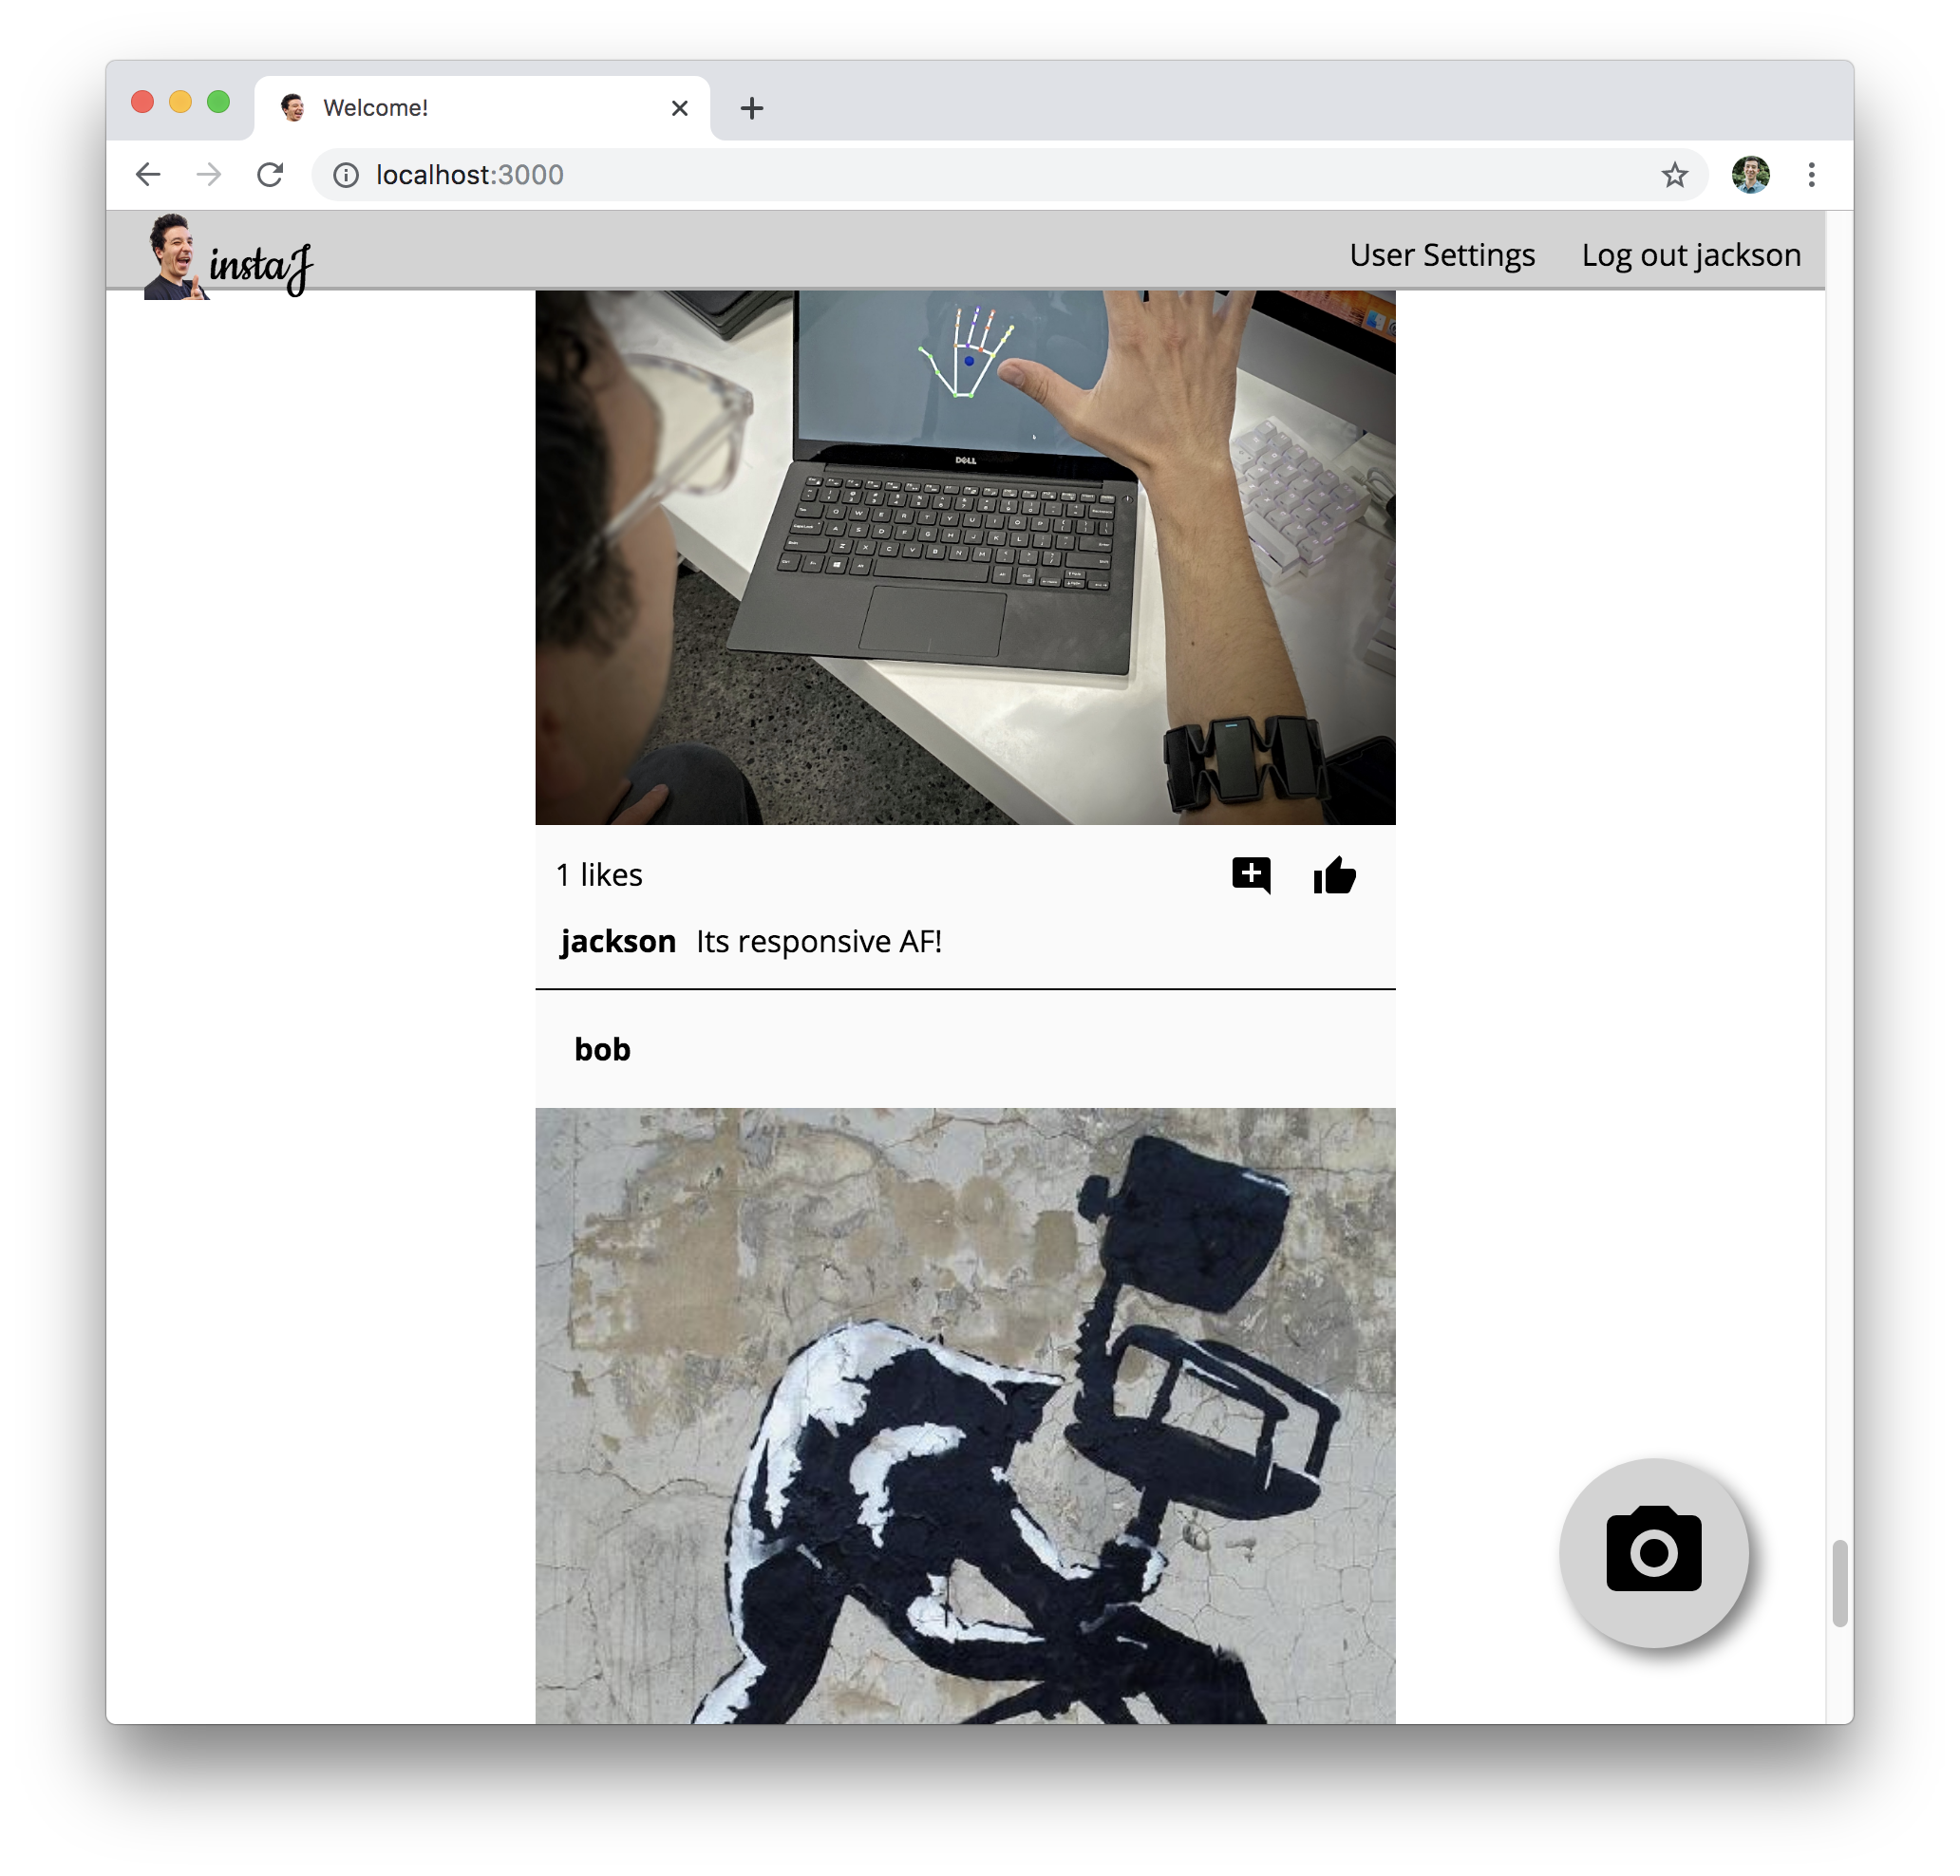 Welcome!
localhost:3000
instaJ
User Settings
Log out jackson
DELL
1 likes
jackson Its responsive AF!
bob